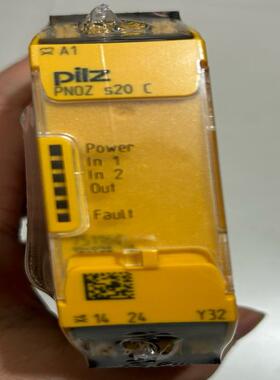 A1
pilz
PNOZ s20 C
Power
In 1
In 2
Out
Fault
14 24 Y32